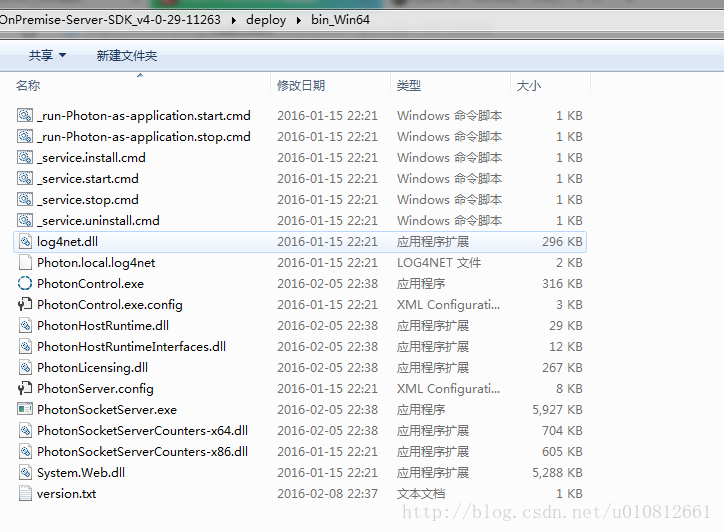 OnPremise-Server-SDK_v4-0-29-11263 ▸ deploy ▸ bin_Win64
共享 ▼ 新建文件夹
名称 修改日期 类型 大小
_run-Photon-as-application.start.cmd 2016-01-15 22:21 Windows 命令脚本 1 KB
_run-Photon-as-application.stop.cmd 2016-01-15 22:21 Windows 命令脚本 1 KB
_service.install.cmd 2016-01-15 22:21 Windows 命令脚本 1 KB
_service.start.cmd 2016-01-15 22:21 Windows 命令脚本 1 KB
_service.stop.cmd 2016-01-15 22:21 Windows 命令脚本 1 KB
_service.uninstall.cmd 2016-01-15 22:21 Windows 命令脚本 1 KB
log4net.dll 2016-01-15 22:21 应用程序扩展 296 KB
Photon.local.log4net 2016-01-15 22:21 LOG4NET 文件 2 KB
PhotonControl.exe 2016-02-05 22:38 应用程序 316 KB
PhotonControl.exe.config 2016-01-15 22:21 XML Configurati... 3 KB
PhotonHostRuntime.dll 2016-02-05 22:38 应用程序扩展 29 KB
PhotonHostRuntimeInterfaces.dll 2016-02-05 22:38 应用程序扩展 12 KB
PhotonLicensing.dll 2016-02-05 22:38 应用程序扩展 267 KB
PhotonServer.config 2016-01-15 22:21 XML Configurati... 8 KB
PhotonSocketServer.exe 2016-02-05 22:38 应用程序 5,927 KB
PhotonSocketServerCounters-x64.dll 2016-02-05 22:38 应用程序扩展 704 KB
PhotonSocketServerCounters-x86.dll 2016-01-15 22:21 应用程序扩展 605 KB
System.Web.dll 2016-01-15 22:21 应用程序扩展 5,288 KB
version.txt 2016-02-08 22:37 文本文档 1 KB
http://blog.csdn.net/u010812661